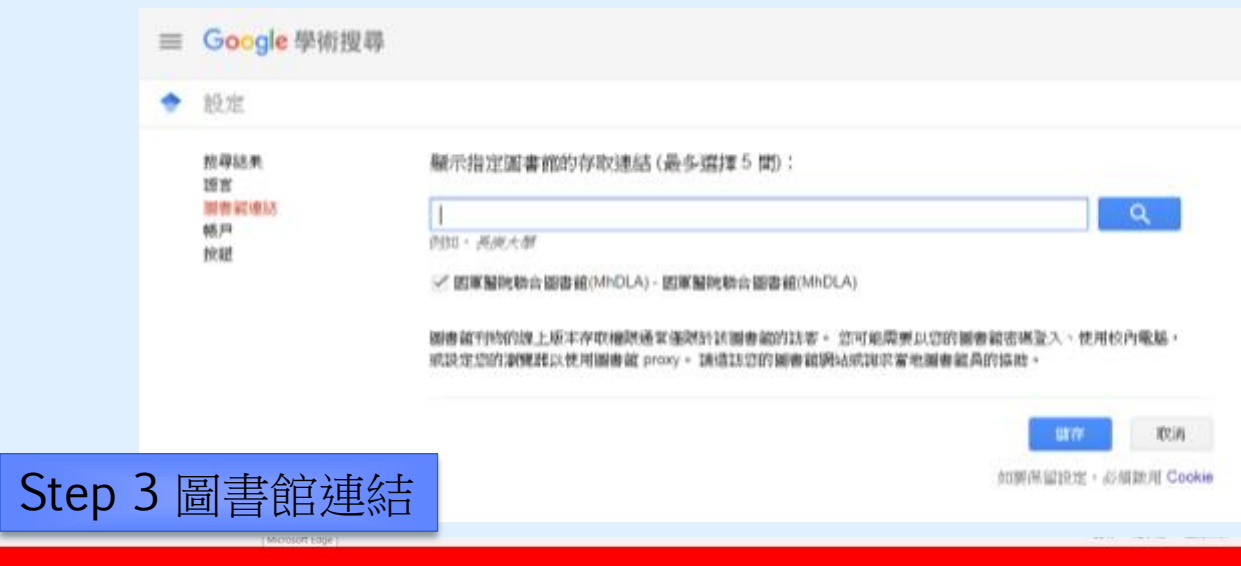 Google 學術搜尋
設定
搜尋結果
語言
圖書館連結
帳戶
按鈕
顯示指定圖書館的存取連結 (最多選擇 5 間)：
例如，長庚大學
國軍醫院聯合圖書館(MhDLA) - 國軍醫院聯合圖書館(MhDLA)
圖書館刊物的線上版本存取權限通常僅限於該圖書館的訪客。 您可能需要以您的圖書館密碼登入、使用校內電腦，
或設定您的瀏覽器以使用圖書館 proxy。 請造訪您的圖書館網站或請求當地圖書館員的協助。
儲存
取消
如要保留設定，必須啟用 Cookie
Step 3 圖書館連結
Microsoft Edge